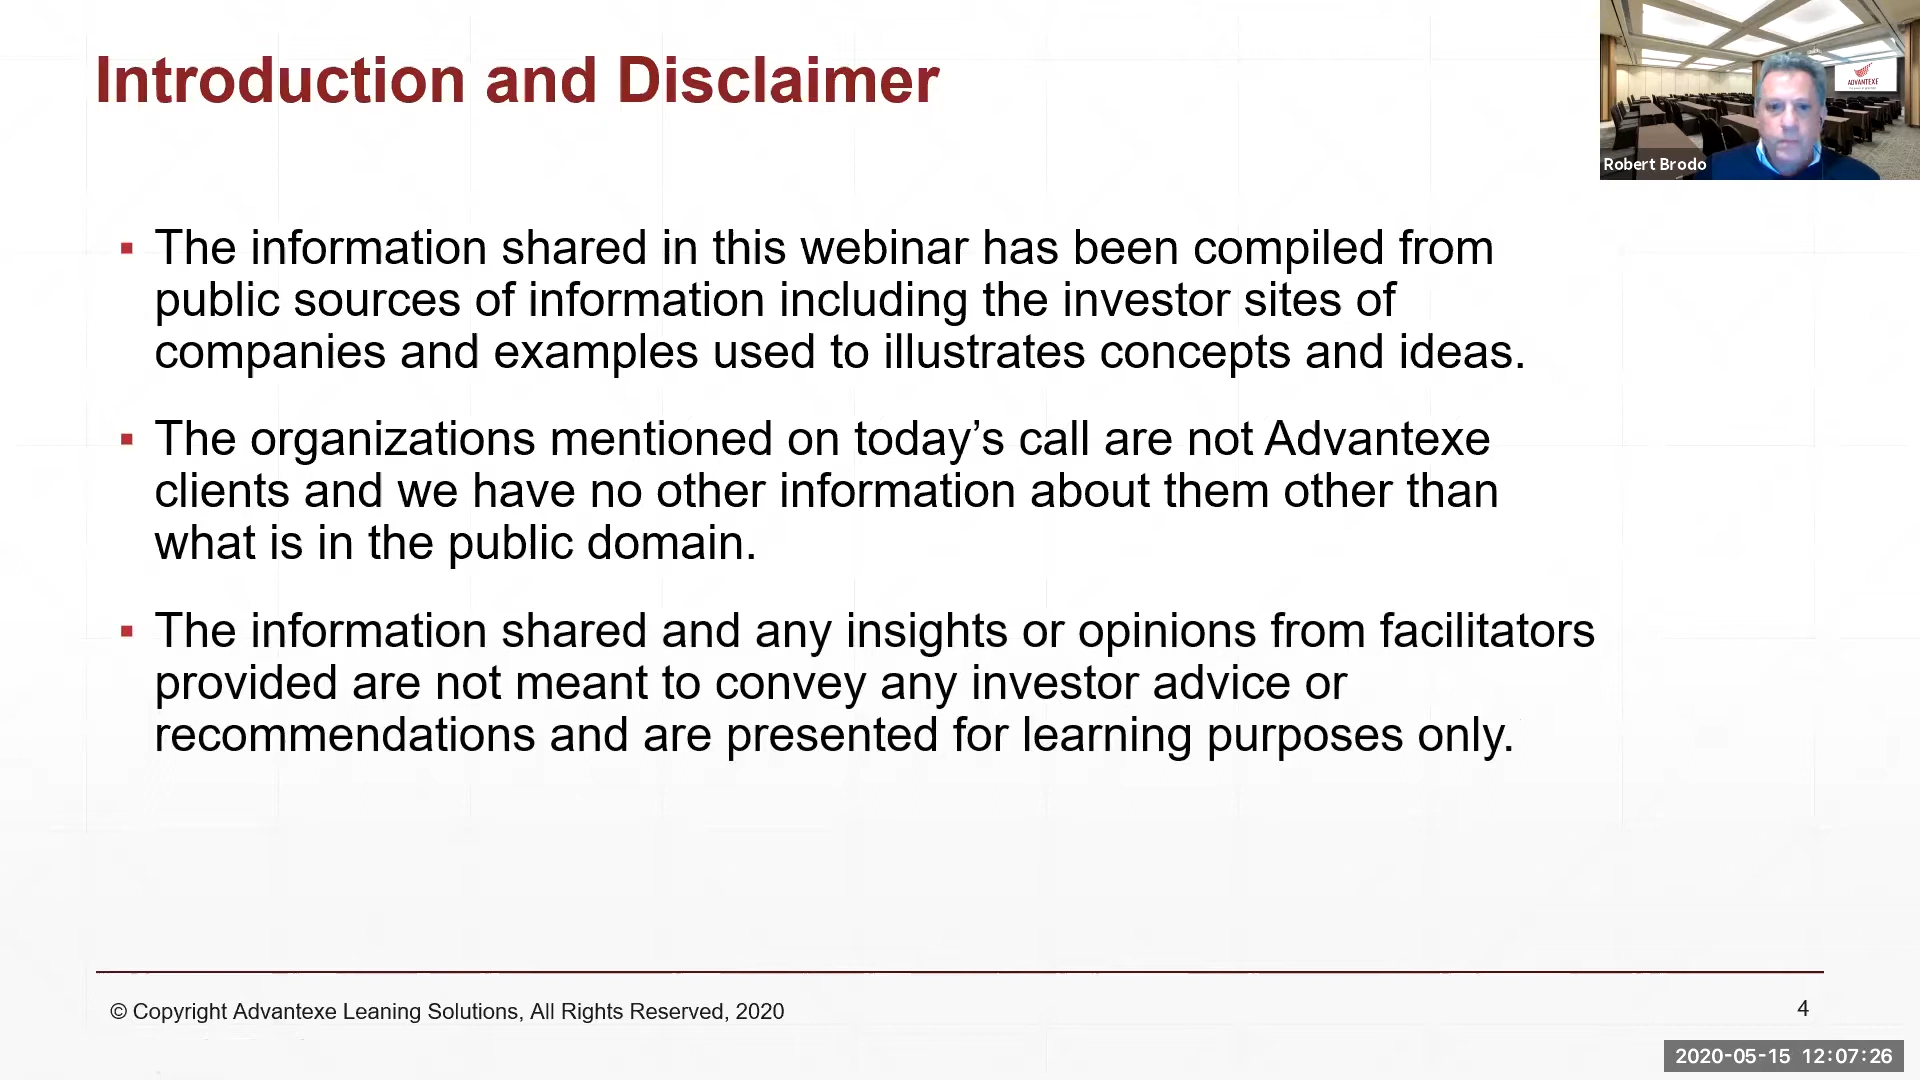 Introduction and Disclaimer
ADVANTEXE
Robert Brodo
▪ The information shared in this webinar has been compiled from
public sources of information including the investor sites of
companies and examples used to illustrates concepts and ideas.
▪ The organizations mentioned on today’s call are not Advantexe
clients and we have no other information about them other than
what is in the public domain.
▪ The information shared and any insights or opinions from facilitators
provided are not meant to convey any investor advice or
recommendations and are presented for learning purposes only.
© Copyright Advantexe Leaning Solutions, All Rights Reserved, 2020
4
2020-05-15 12:07:26